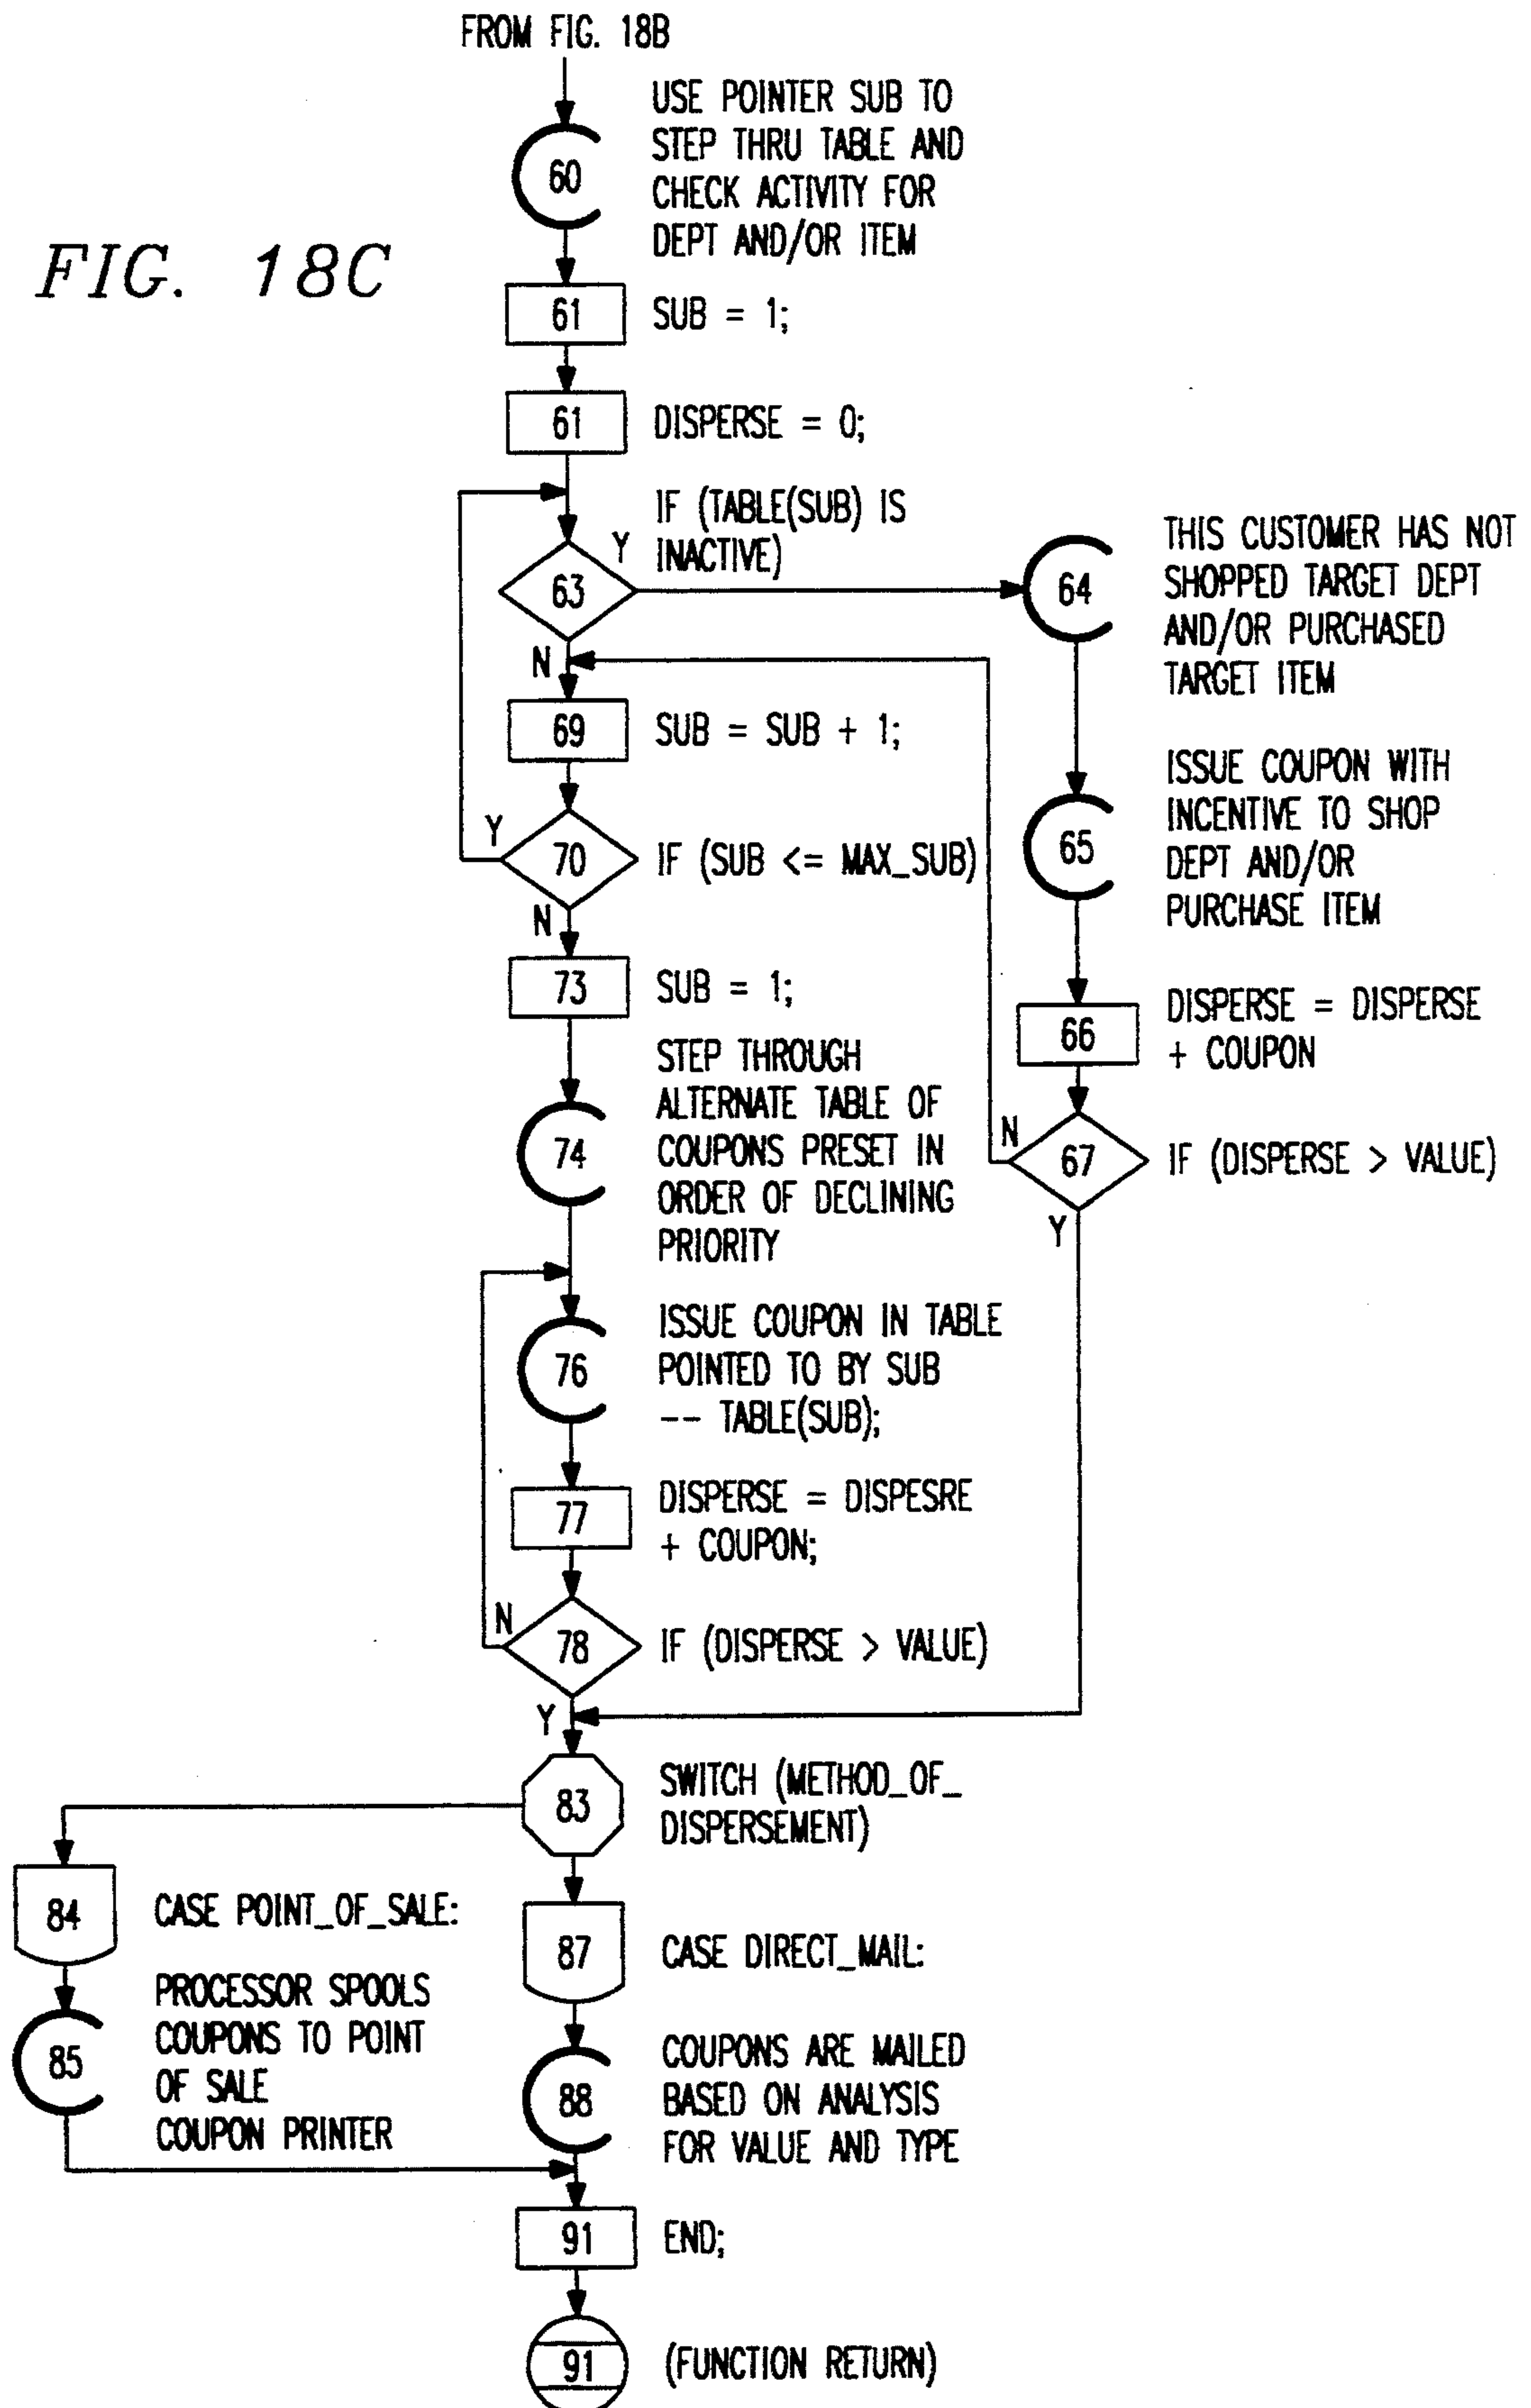 FROM FIG. 18B
FIG. 18C
60
USE POINTER SUB TO
STEP THRU TABLE AND
CHECK ACTIVITY FOR
DEPT AND/OR ITEM
61
SUB = 1;
61
DISPERSE = 0;
IF (TABLE(SUB) IS
INACTIVE)
Y
63
N
64
THIS CUSTOMER HAS NOT
SHOPPED TARGET DEPT
AND/OR PURCHASED
TARGET ITEM
69
SUB = SUB + 1;
65
ISSUE COUPON WITH
INCENTIVE TO SHOP
DEPT AND/OR
PURCHASE ITEM
Y
70
IF (SUB <= MAX_SUB)
N
73
SUB = 1;
66
DISPERSE = DISPERSE
+ COUPON
74
STEP THROUGH
ALTERNATE TABLE OF
COUPONS PRESET IN
ORDER OF DECLINING
PRIORITY
N
67
IF (DISPERSE > VALUE)
Y
76
ISSUE COUPON IN TABLE
POINTED TO BY SUB
-- TABLE(SUB);
77
DISPERSE = DISPESRE
+ COUPON;
N
78
IF (DISPERSE > VALUE)
Y
83
SWITCH (METHOD_OF_
DISPERSEMENT)
84
CASE POINT_OF_SALE:
87
CASE DIRECT_MAIL:
85
PROCESSOR SPOOLS
COUPONS TO POINT
OF SALE
COUPON PRINTER
88
COUPONS ARE MAILED
BASED ON ANALYSIS
FOR VALUE AND TYPE
91
END;
91
(FUNCTION RETURN)